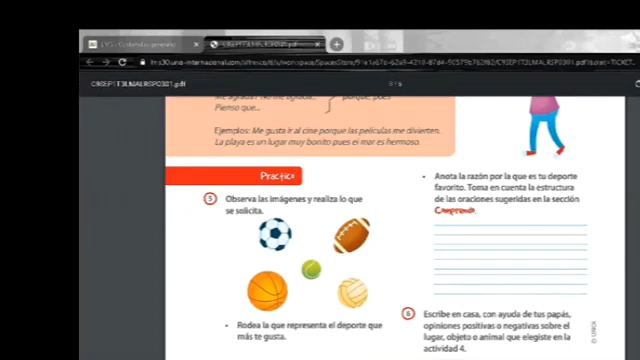 C9SEP1T3LMALRSP0301.pdf
Me agrada / No me agrada...
porque, pues
Pienso que...
Ejemplos: Me gusta ir al cine porque las películas me divierten.
La playa es un lugar muy bonito pues el mar es hermoso.
Practico
Observa las imágenes y realiza lo que
se solicita.
• Rodea la que representa el deporte que
más te gusta.
• Anota la razón por la que es tu deporte
favorito. Toma en cuenta la estructura
de las oraciones sugeridas en la sección
Comprendo.
6 Escribe en casa, con ayuda de tus papás,
opiniones positivas o negativas sobre el
lugar, objeto o animal que elegiste en la
actividad 4.